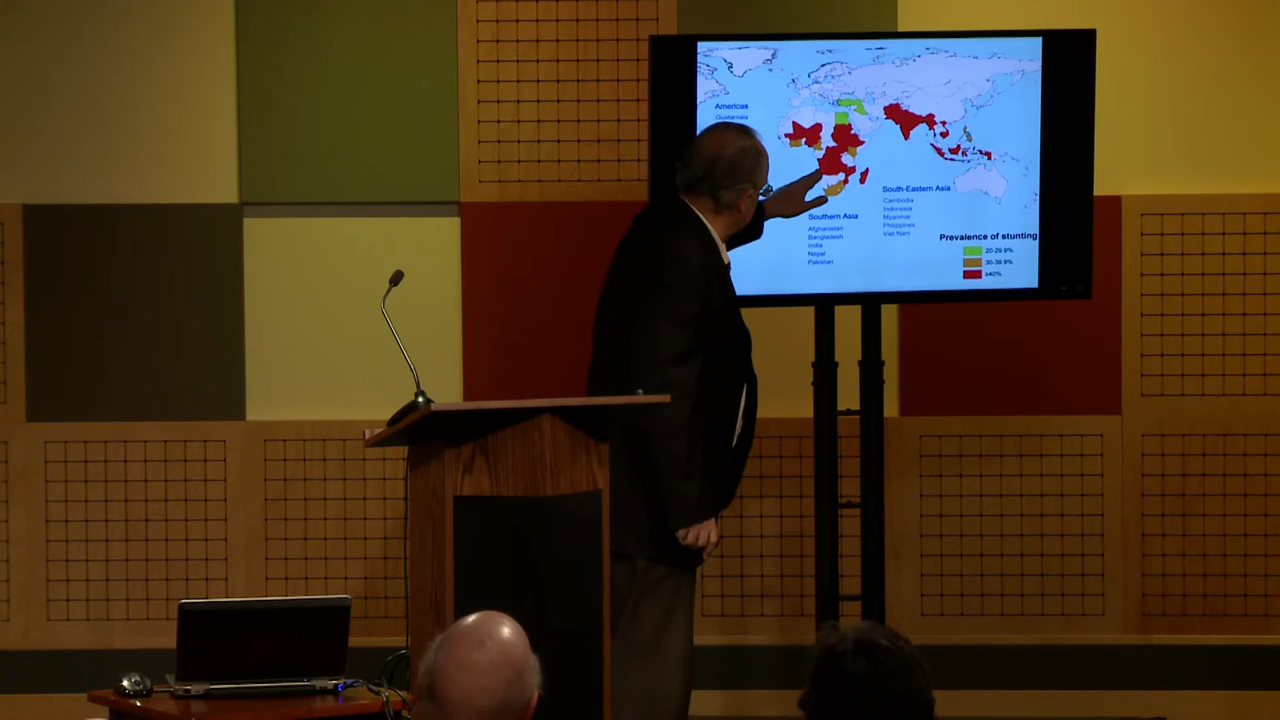 Americas
Guatamala
Southern Asia
Afghanistan
Bangladesh
India
Nepal
Pakistan
South-Eastern Asia
Cambodia
Indonesia
Myanmar
Philippines
Viet Nam
Prevalence of stunting
20-29.9%
30-39.9%
≥40%